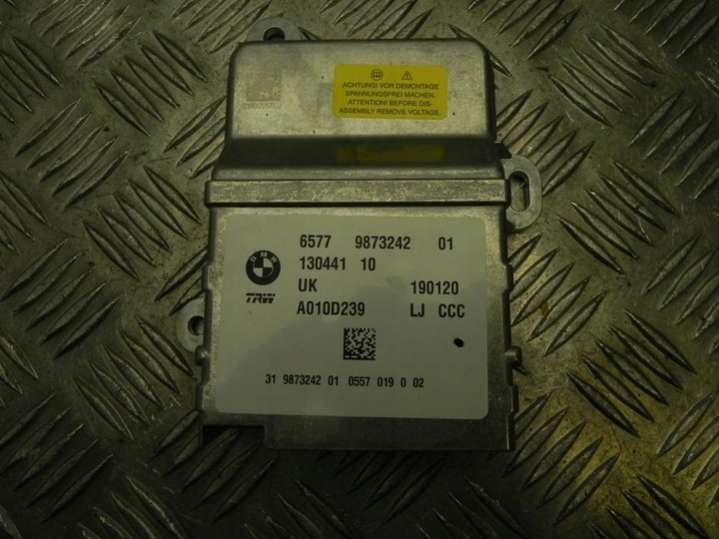 ACHTUNG! VOR DEMONTAGE
SPANNUNGSFREI MACHEN.
ATTENTION! BEFORE DIS-
ASSEMBLY REMOVE VOLTAGE.
6577 9873242 01
BMW 130441 10
UK 190120
TRW A010D239 LJ CCC
31 9873242 01 0557 019 0 02